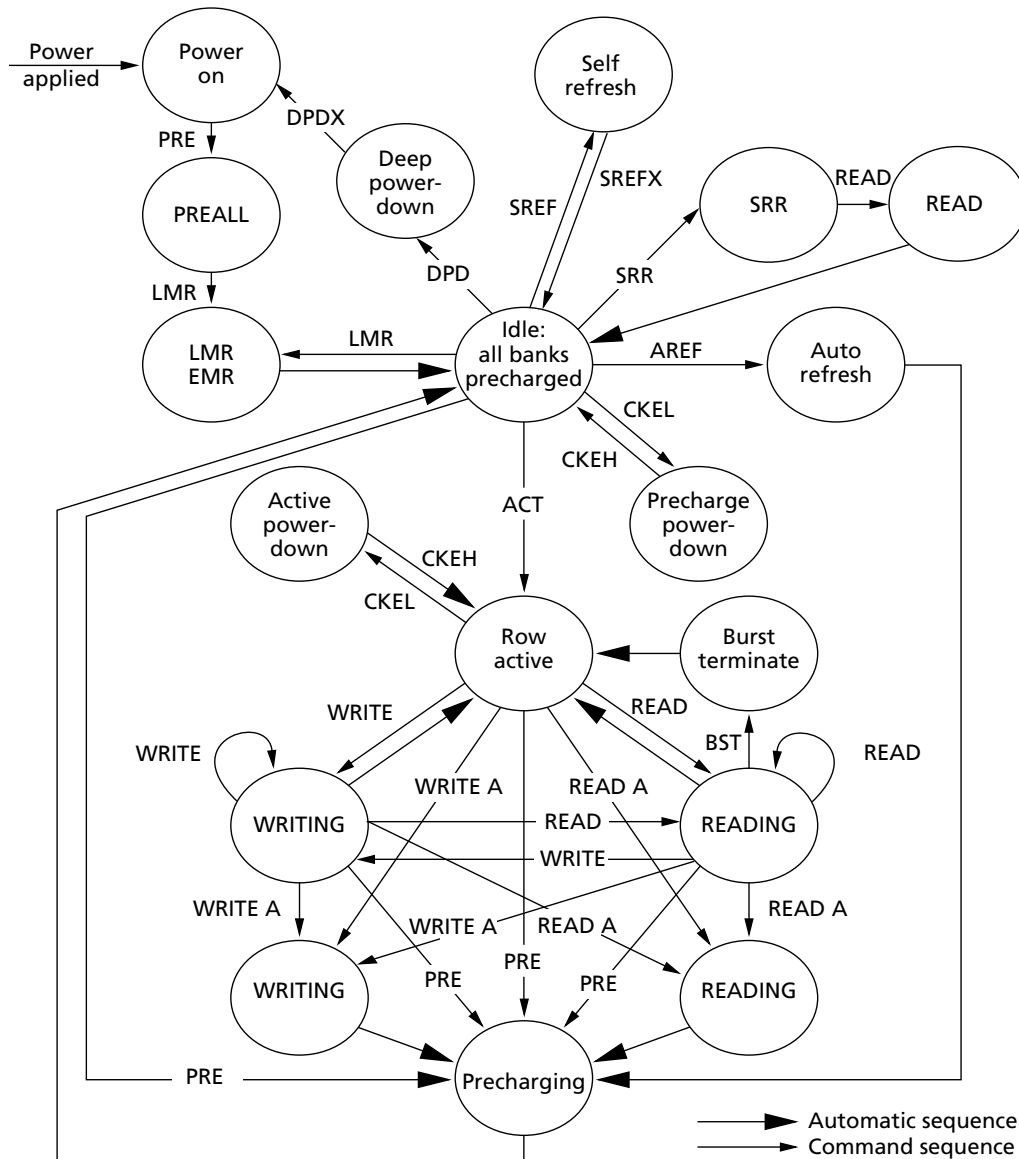 Power
applied
Power
on
Self
refresh
DPDX
PRE
Deep
power-
down
SREFX
READ
PREALL
SREF
SRR
READ
DPD
SRR
LMR
LMR
EMR
LMR
Idle:
all banks
precharged
AREF
Auto
refresh
CKEL
CKEH
Active
power-
down
ACT
Precharge
power-
down
CKEH
CKEL
Row
active
Burst
terminate
WRITE
READ
BST
WRITE
READ
WRITE A
READ A
WRITING
READ
READING
WRITE
WRITE A
WRITE A
READ A
READ A
WRITING
PRE
PRE
PRE
READING
PRE
Precharging
Automatic sequence
Command sequence